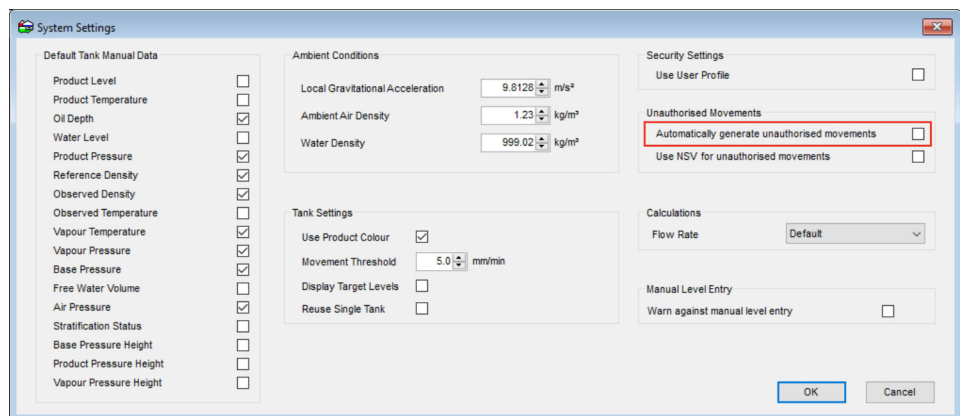 System Settings
Default Tank Manual Data
Product Level
Product Temperature
Oil Depth
Water Level
Product Pressure
Reference Density
Observed Density
Observed Temperature
Vapour Temperature
Vapour Pressure
Base Pressure
Free Water Volume
Air Pressure
Stratification Status
Base Pressure Height
Product Pressure Height
Vapour Pressure Height
Ambient Conditions
Local Gravitational Acceleration 9.8128 m/s²
Ambient Air Density 1.23 kg/m³
Water Density 999.02 kg/m³
Tank Settings
Use Product Colour
Movement Threshold 5.0 mm/min
Display Target Levels
Reuse Single Tank
Security Settings
Use User Profile
Unauthorised Movements
Automatically generate unauthorised movements
Use NSV for unauthorised movements
Calculations
Flow Rate Default
Manual Level Entry
Warn against manual level entry
OK Cancel